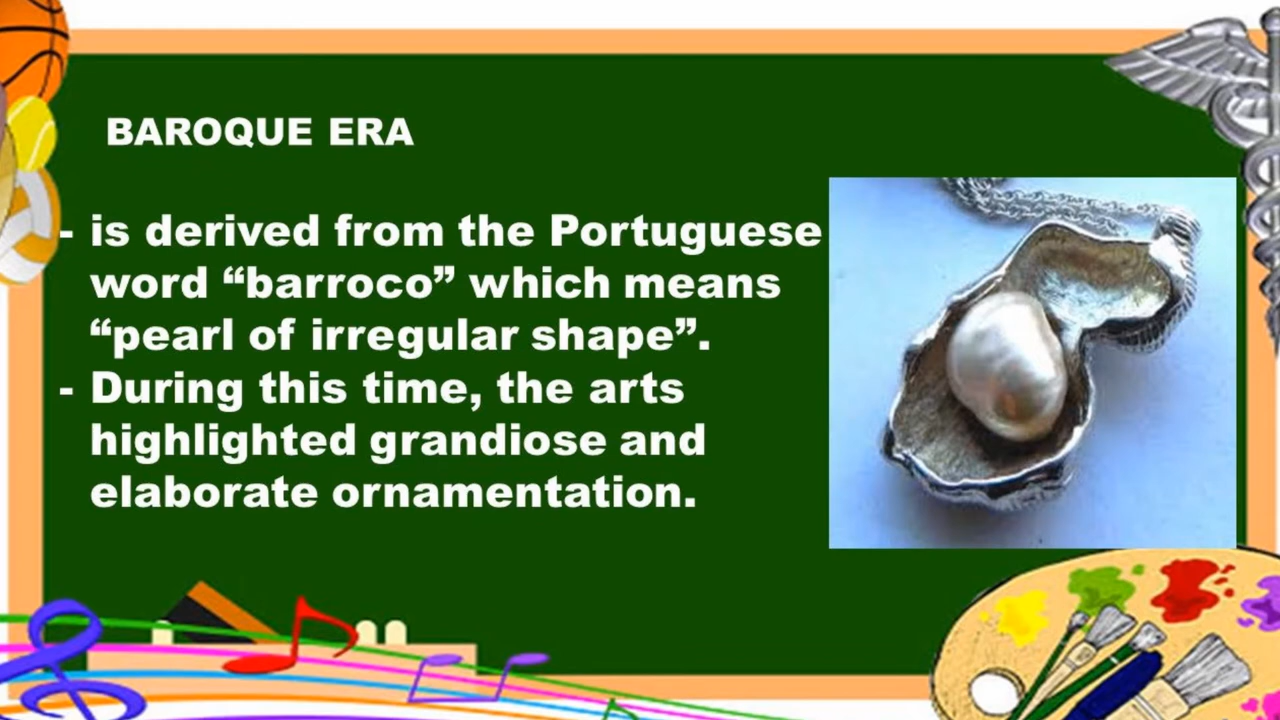 BAROQUE ERA
- is derived from the Portuguese
word “barroco” which means
“pearl of irregular shape”.
- During this time, the arts
highlighted grandiose and
elaborate ornamentation.